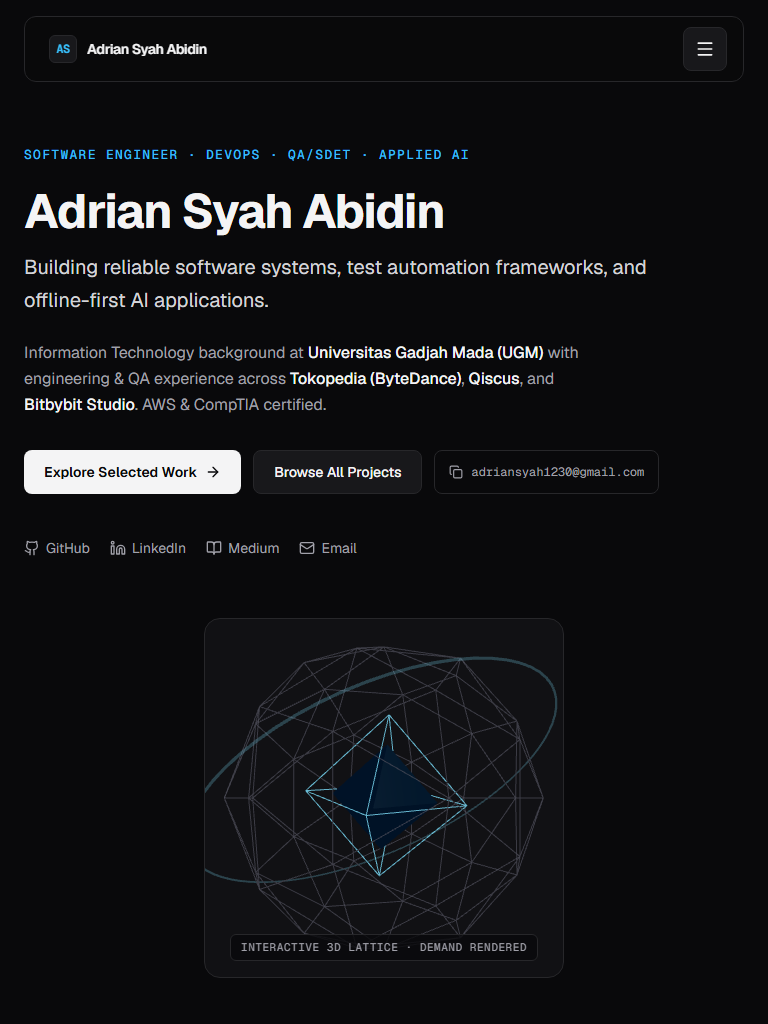 AS Adrian Syah Abidin
SOFTWARE ENGINEER · DEVOPS · QA/SDET · APPLIED AI
Adrian Syah Abidin
Building reliable software systems, test automation frameworks, and
offline-first AI applications.
Information Technology background at Universitas Gadjah Mada (UGM) with
engineering & QA experience across Tokopedia (ByteDance), Qiscus, and
Bitbybit Studio. AWS & CompTIA certified.
Explore Selected Work → Browse All Projects adriansyah1230@gmail.com
GitHub LinkedIn Medium Email
INTERACTIVE 3D LATTICE · DEMAND RENDERED